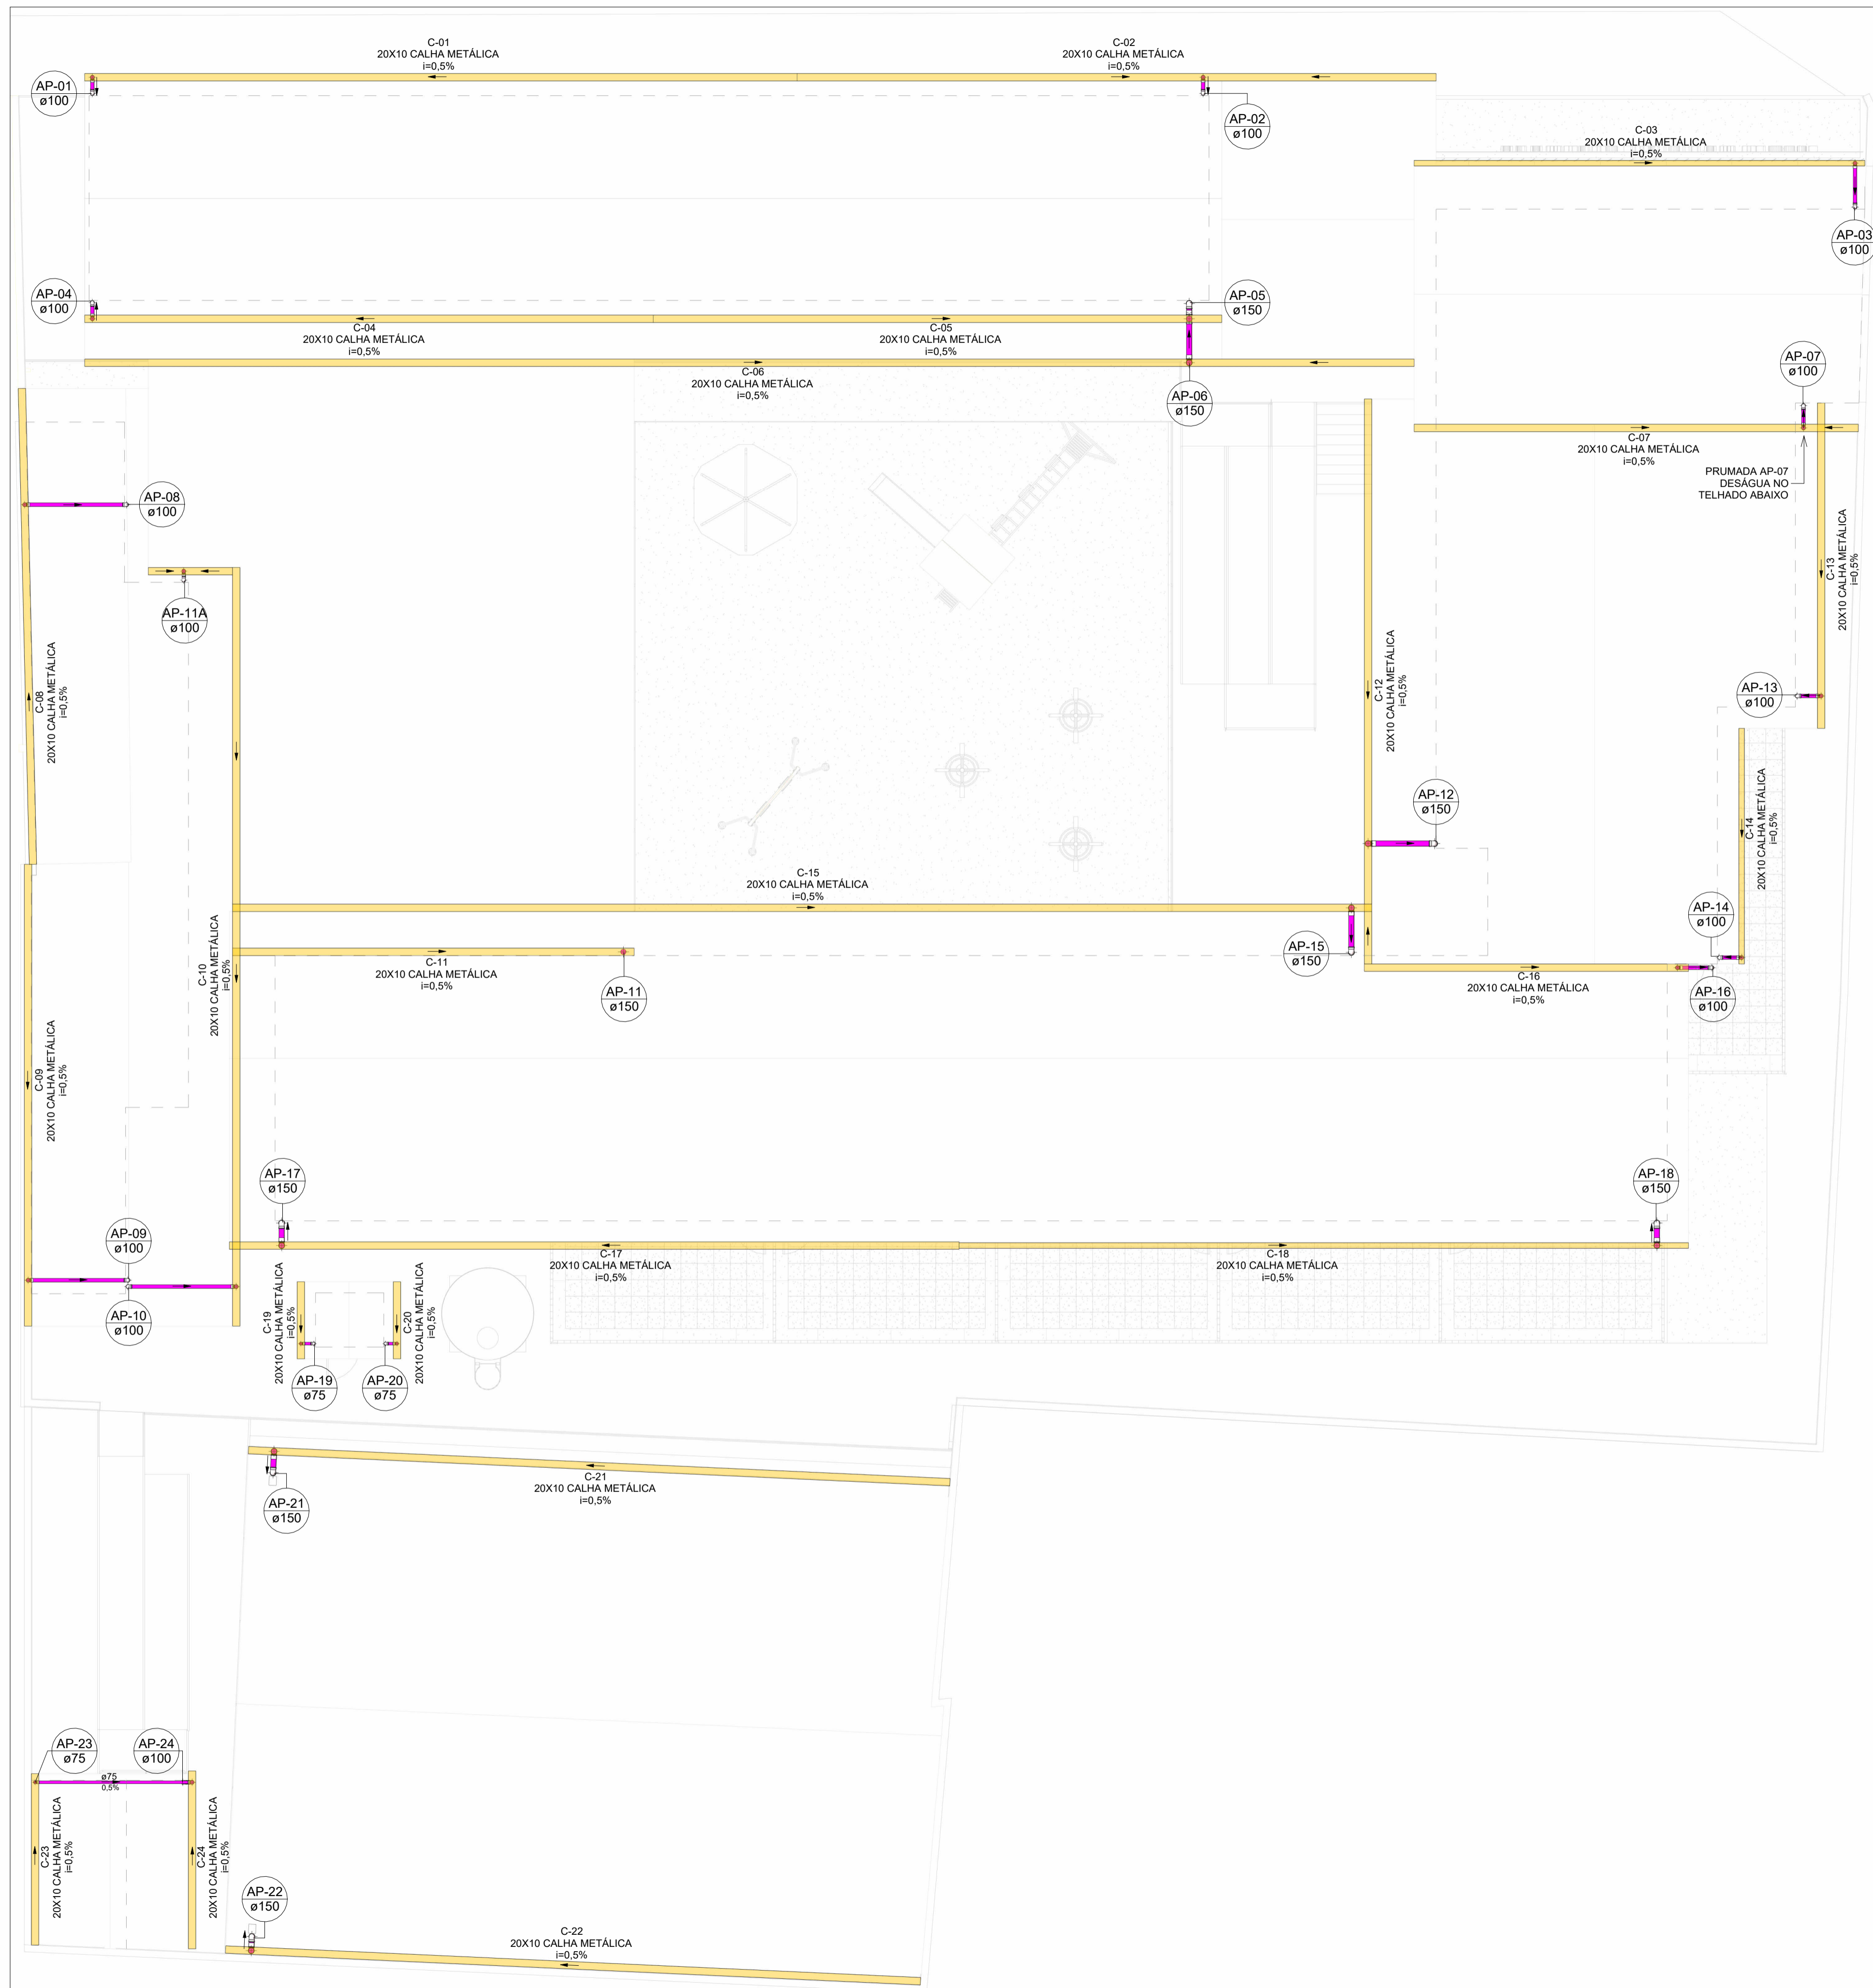 C-01
20X10 CALHA METÁLICA
i=0,5%
C-02
20X10 CALHA METÁLICA
i=0,5%
AP-01
ø100
AP-02
ø100
C-03
20X10 CALHA METÁLICA
i=0,5%
AP-03
ø100
AP-04
ø100
AP-05
ø150
C-04
20X10 CALHA METÁLICA
i=0,5%
C-05
20X10 CALHA METÁLICA
i=0,5%
C-06
20X10 CALHA METÁLICA
i=0,5%
AP-06
ø150
AP-07
ø100
C-07
20X10 CALHA METÁLICA
i=0,5%
PRUMADA AP-07
DESÁGUA NO
TELHADO ABAIXO
AP-08
ø100
AP-11A
ø100
C-08
20X10 CALHA METÁLICA
i=0,5%
C-12
20X10 CALHA METÁLICA
i=0,5%
C-13
20X10 CALHA METÁLICA
i=0,5%
AP-13
ø100
AP-12
ø150
C-14
20X10 CALHA METÁLICA
i=0,5%
C-15
20X10 CALHA METÁLICA
i=0,5%
AP-14
ø100
AP-15
ø150
C-10
20X10 CALHA METÁLICA
i=0,5%
C-11
20X10 CALHA METÁLICA
i=0,5%
AP-11
ø150
C-16
20X10 CALHA METÁLICA
i=0,5%
AP-16
ø100
C-09
20X10 CALHA METÁLICA
i=0,5%
AP-17
ø150
AP-18
ø150
AP-09
ø100
AP-10
ø100
C-17
20X10 CALHA METÁLICA
i=0,5%
C-18
20X10 CALHA METÁLICA
i=0,5%
C-19
20X10 CALHA METÁLICA
i=0,5%
C-20
20X10 CALHA METÁLICA
i=0,5%
AP-19
ø75
AP-20
ø75
C-21
20X10 CALHA METÁLICA
i=0,5%
AP-21
ø150
AP-23
ø75
AP-24
ø100
ø75
0,5%
C-23
20X10 CALHA METÁLICA
i=0,5%
C-24
20X10 CALHA METÁLICA
i=0,5%
AP-22
ø150
C-22
20X10 CALHA METÁLICA
i=0,5%